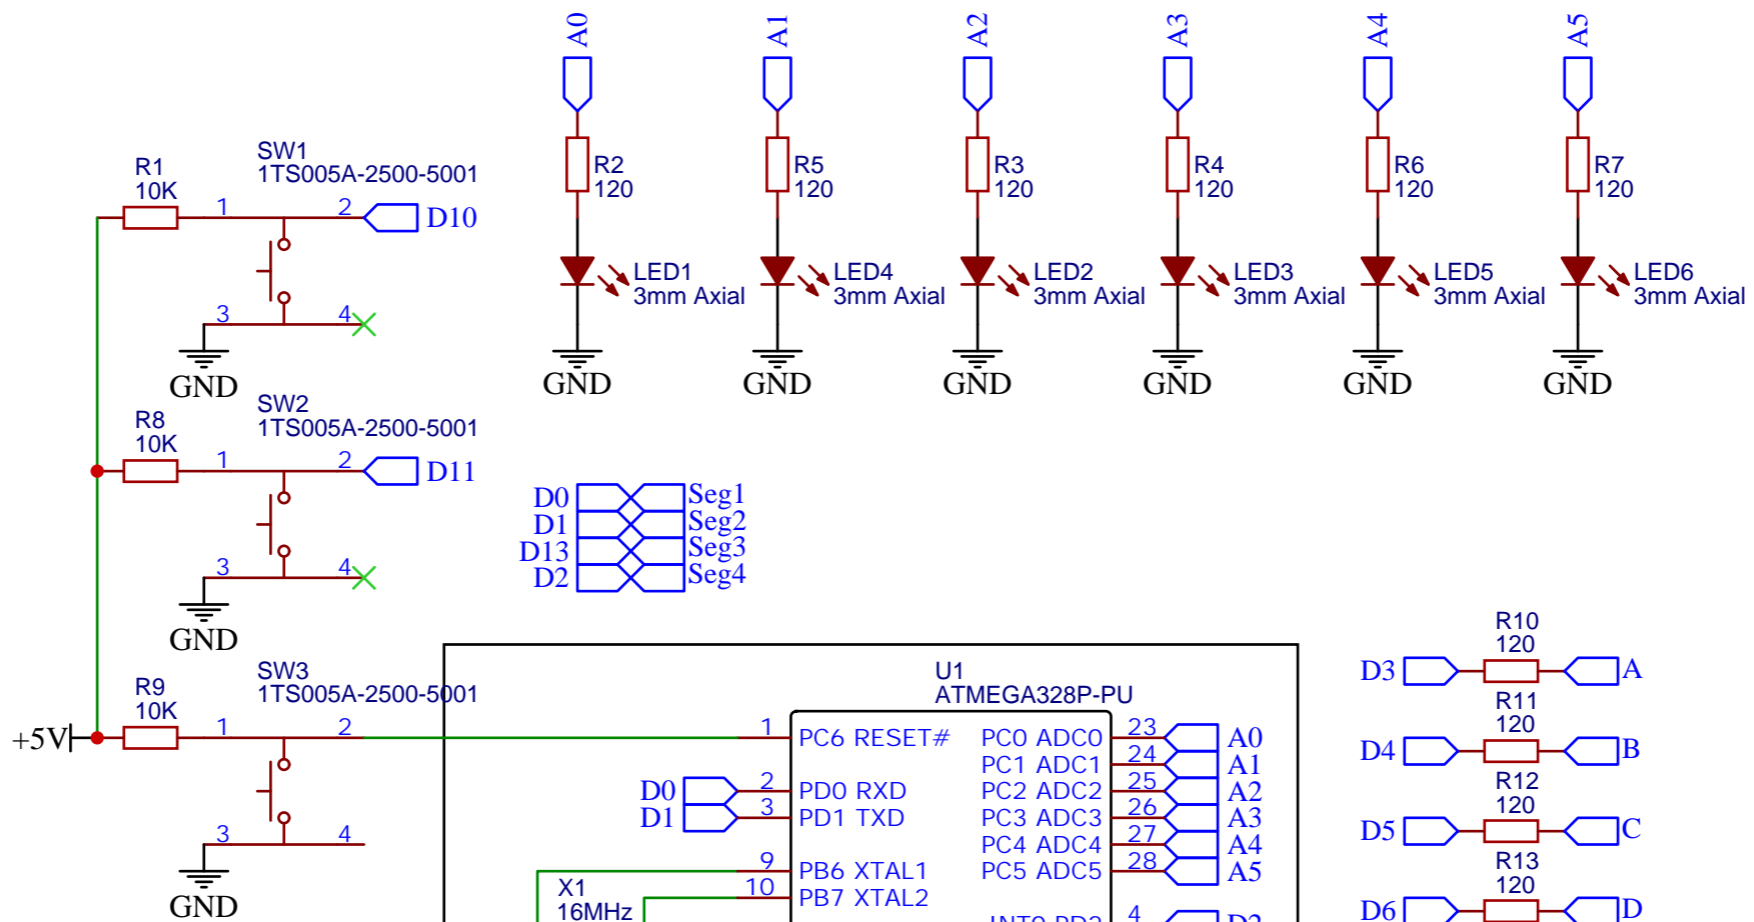 A0
A1
A2
A3
A4
A5
R2
120
R5
120
R3
120
R4
120
R6
120
R7
120
LED1
3mm Axial
LED4
3mm Axial
LED2
3mm Axial
LED3
3mm Axial
LED5
3mm Axial
LED6
3mm Axial
GND
GND
GND
GND
GND
GND
R1
10K
SW1
1TS005A-2500-5001
1
2
D10
3
4
GND
R8
10K
SW2
1TS005A-2500-5001
1
2
D11
3
4
GND
D0 Seg1
D1 Seg2
D13 Seg3
D2 Seg4
R9
10K
SW3
1TS005A-2500-5001
+5V
1
2
3
4
GND
U1
ATMEGA328P-PU
1 PC6 RESET#
D0 2 PD0 RXD
D1 3 PD1 TXD
9 PB6 XTAL1
10 PB7 XTAL2
X1
16MHz
PC0 ADC0 23 A0
PC1 ADC1 24 A1
PC2 ADC2 25 A2
PC3 ADC3 26 A3
PC4 ADC4 27 A4
PC5 ADC5 28 A5
INT0 PD2 4 D2
R10
120
D3 A
R11
120
D4 B
R12
120
D5 C
R13
120
D6 D